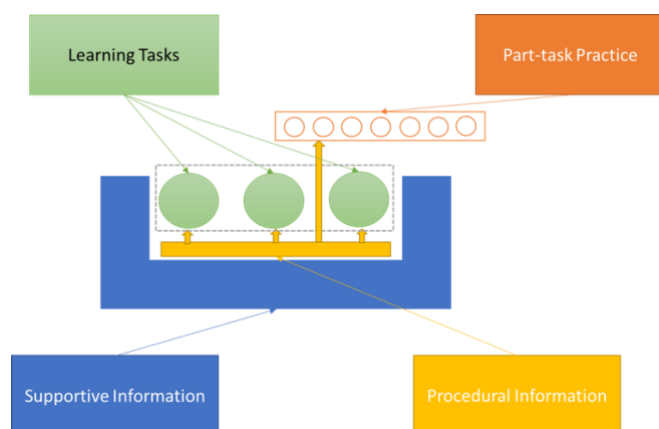 Learning Tasks
Part-task Practice
Supportive Information
Procedural Information